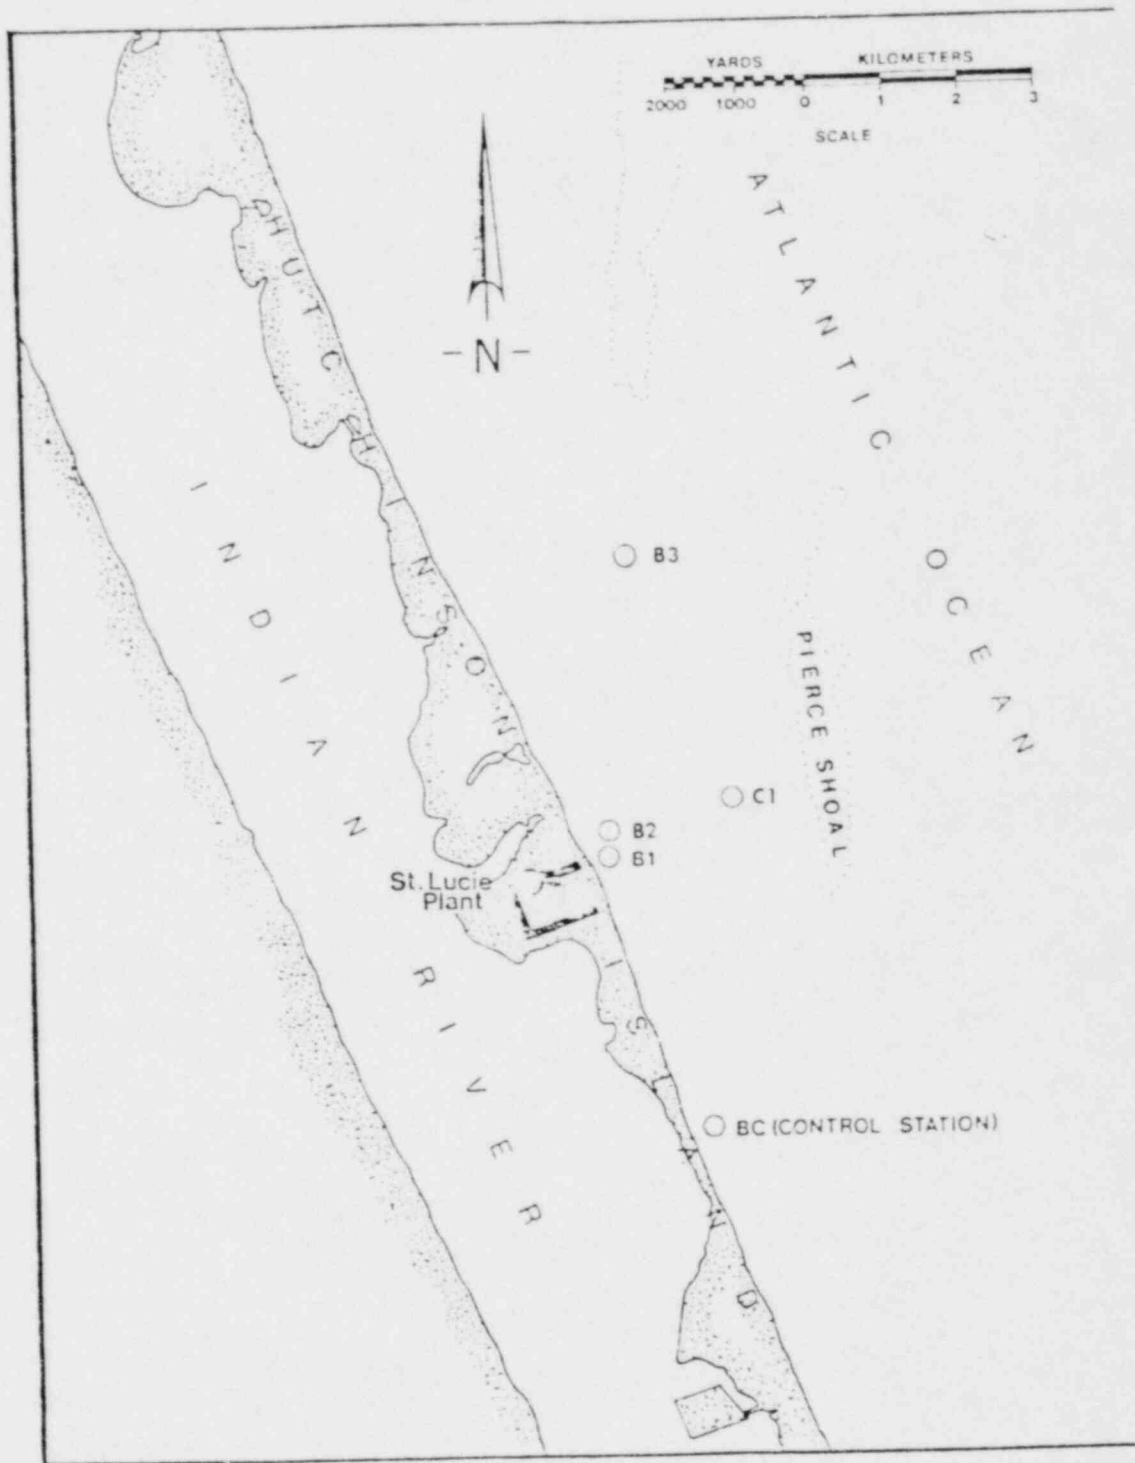 YARDS KILOMETERS
2000 1000 0 1 2 3
SCALE
ATLANTIC OCEAN
N
HUTCHINSON ISLAND
INDIAN RIVER
B3
PIERCE SHOAL
C1
B2
B1
St. Lucie
Plant
BC (CONTROL STATION)